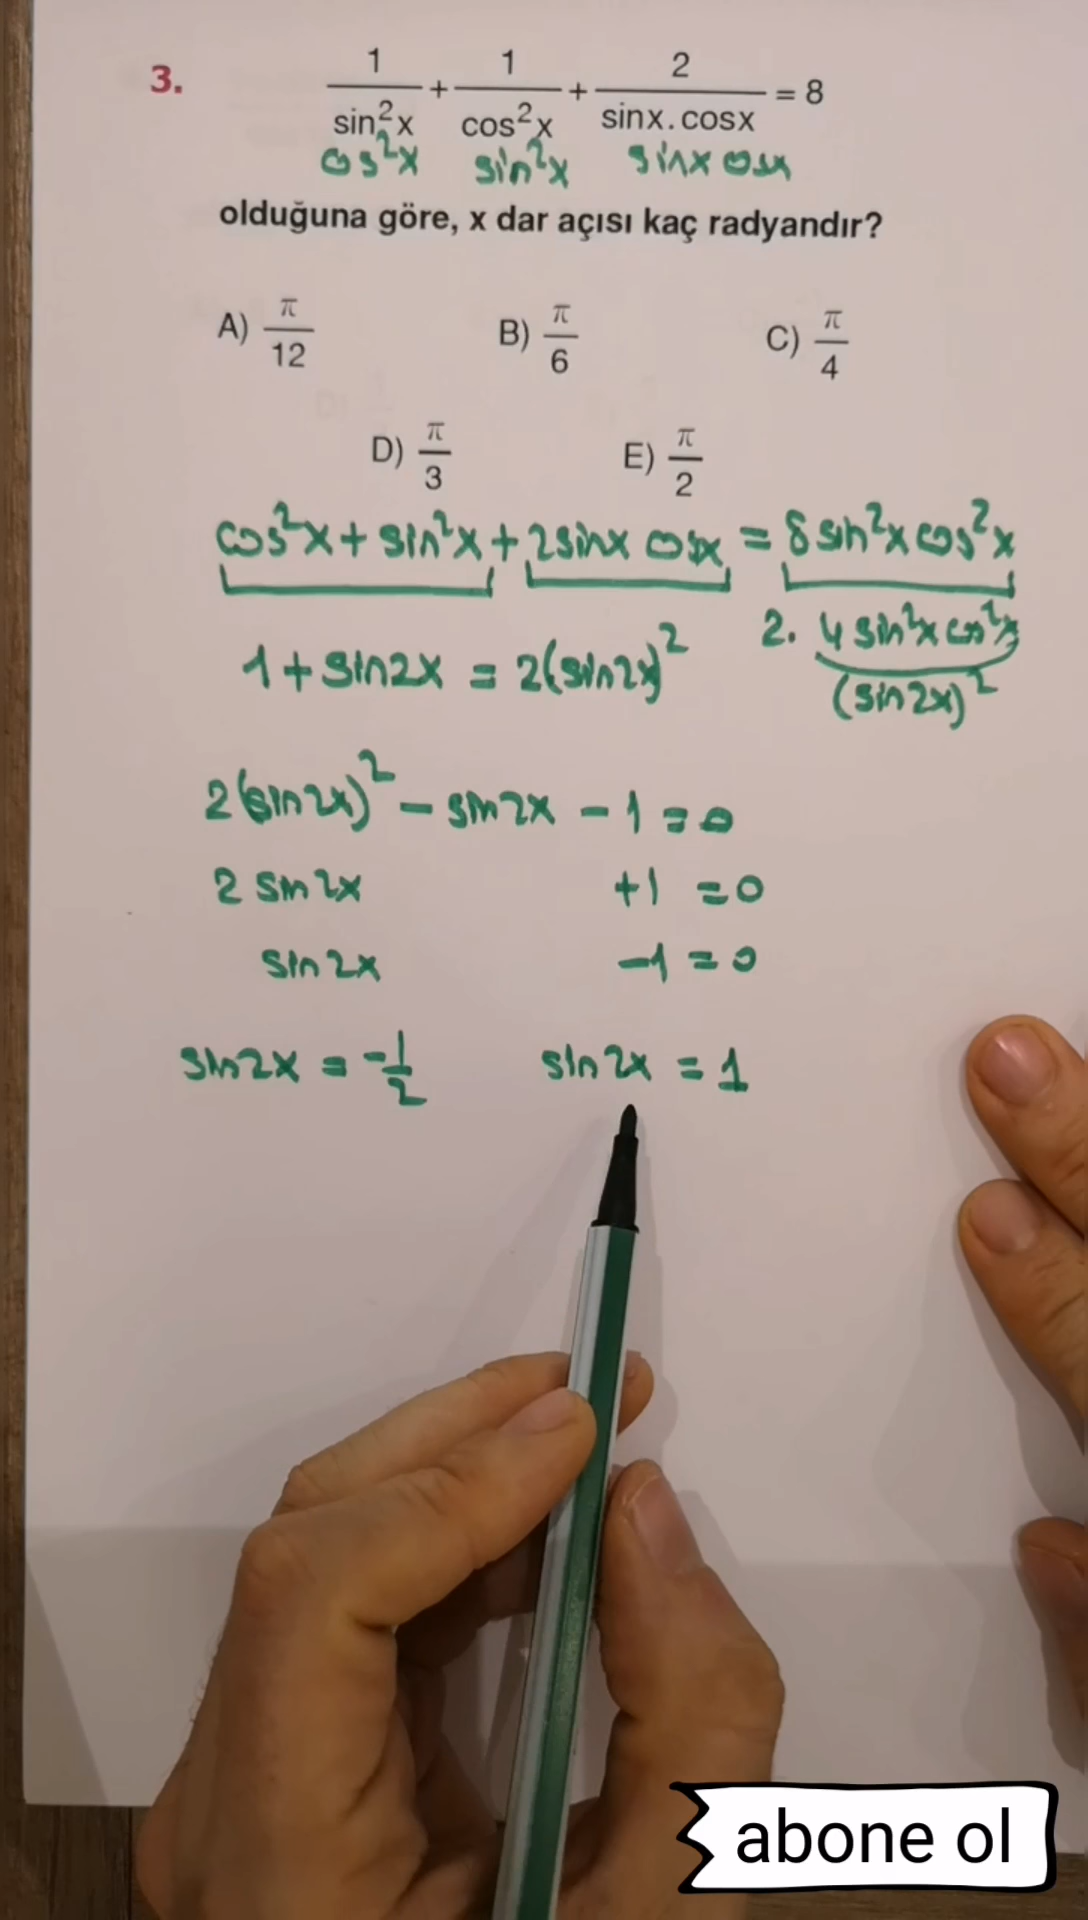 3. 1/sin²x + 1/cos²x + 2/sinx.cosx = 8
cos²x sin²x sinx cosx
olduğuna göre, x dar açısı kaç radyandır?
A) π/12 B) π/6 C) π/4
D) π/3 E) π/2
cos²x + sin²x + 2sinx cosx = 8 sin²x cos²x
2. 4 sin²x cos²x
1 + sin2x = 2(sin2x)²
(sin2x)²
2(sin2x)² - sin2x - 1 = 0
2 sin2x +1 = 0
sin2x -1 = 0
sin2x = -1/2 sin2x = 1
abone ol